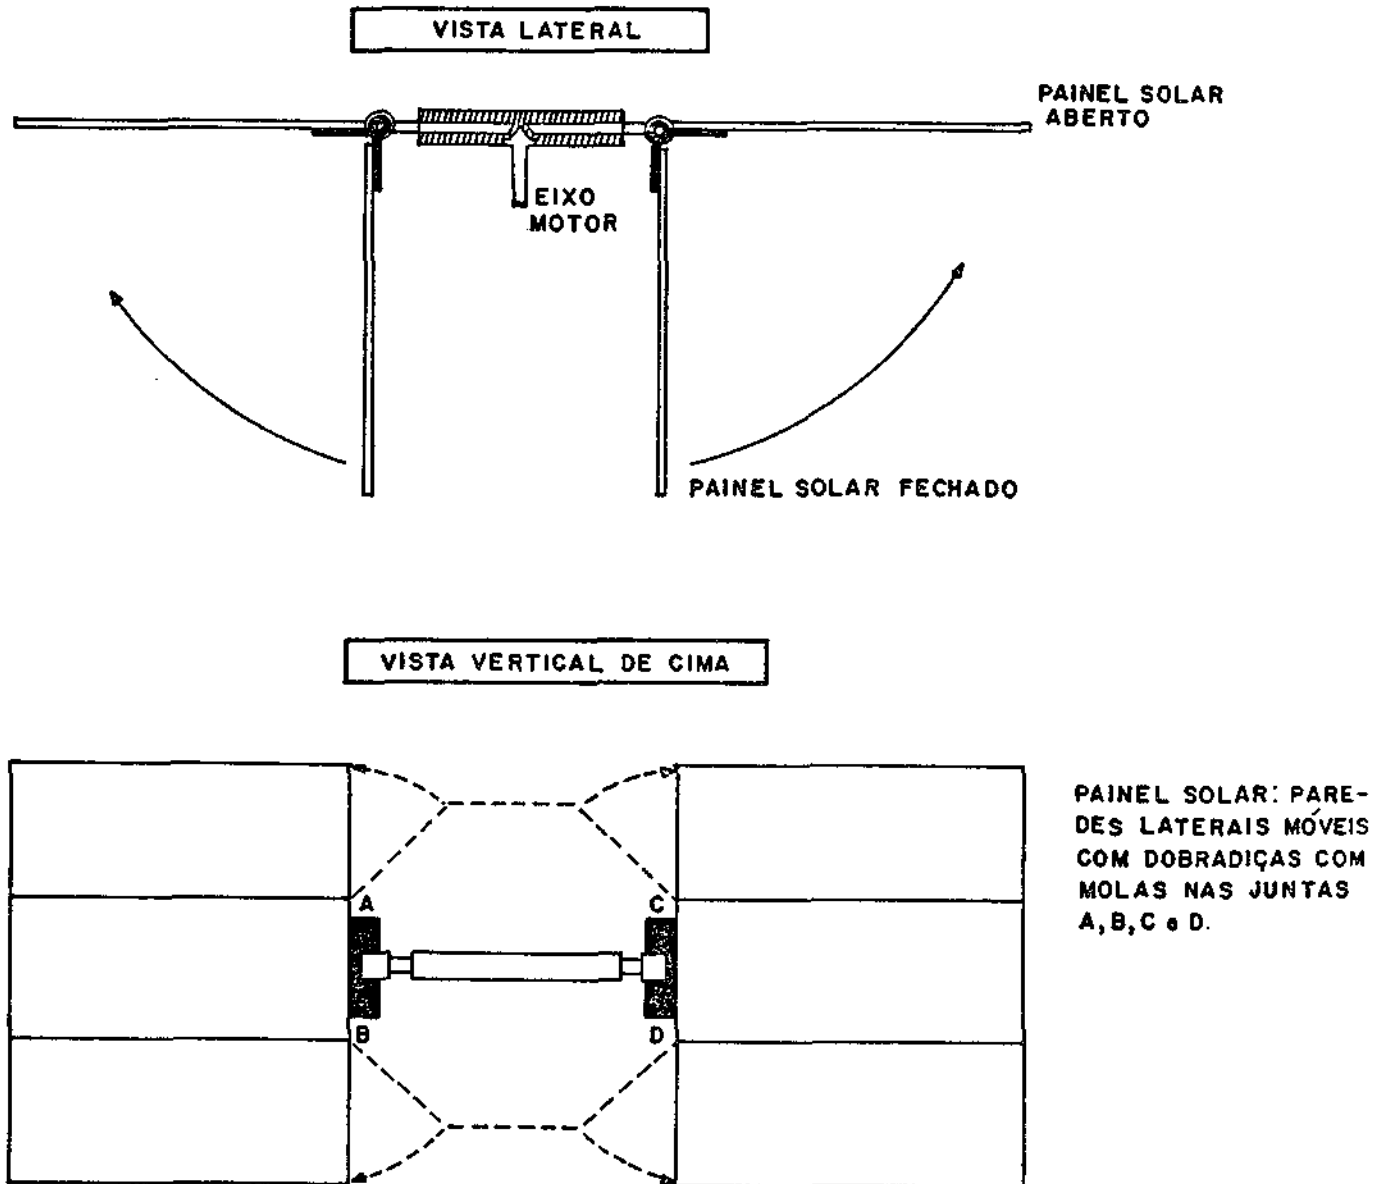 VISTA LATERAL
PAINEL SOLAR
ABERTO
EIXO
MOTOR
PAINEL SOLAR FECHADO
VISTA VERTICAL DE CIMA
A
C
B
D
PAINEL SOLAR: PARE-
DES LATERAIS MÓVEIS
COM DOBRADIÇAS COM
MOLAS NAS JUNTAS
A, B, C e D.